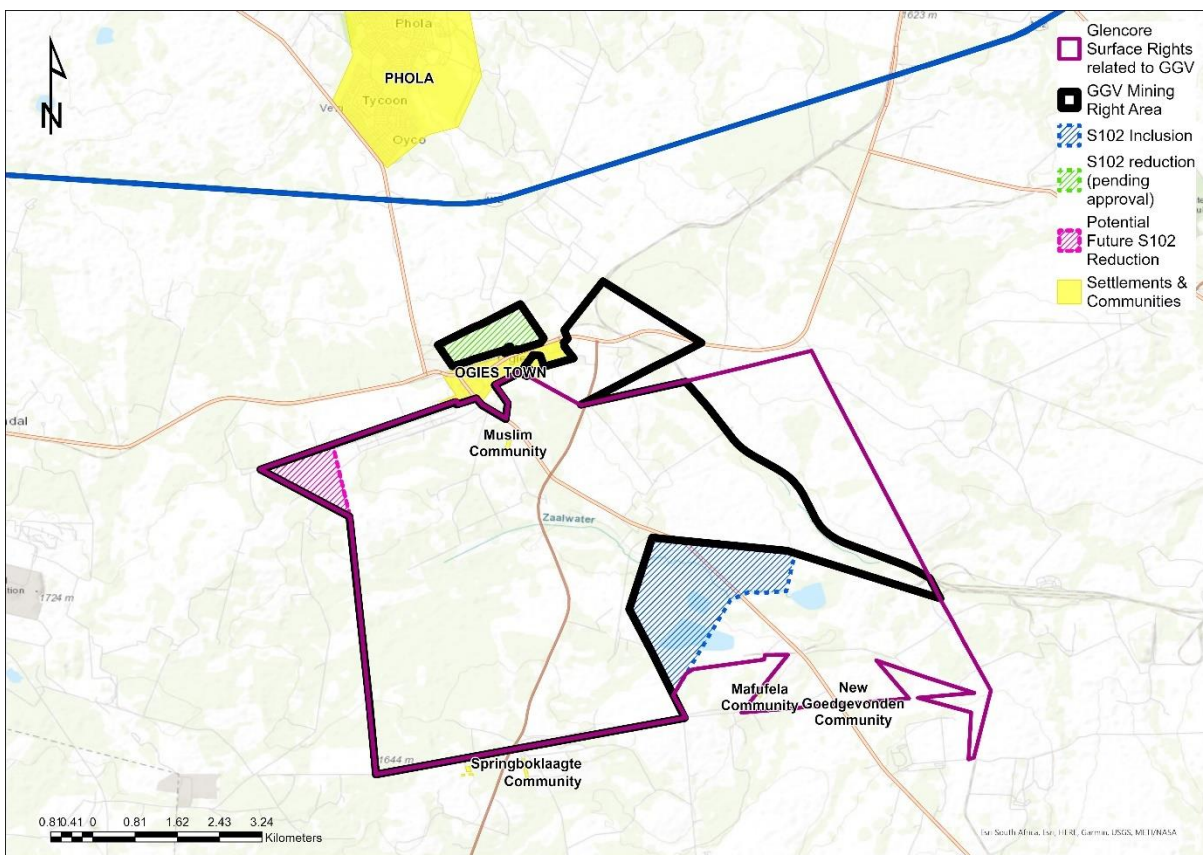 Phola
PHOLA
Tycoon
Oyco
N
1623 m
Glencore
Surface Rights
related to GGV
GGV Mining
Right Area
S102 Inclusion
S102 reduction
(pending
approval)
Potential
Future S102
Reduction
Settlements &
Communities
OGIES TOWN
Muslim
Community
dal
Zaalwater
1724 m
tion
Mafufela
Community
New
Goedgevonden
Community
1644 m
Springboklaagte
Community
0.81 0.41 0 0.81 1.62 2.43 3.24
Kilometers
Esri South Africa, Esri, HERE, Garmin, USGS, METI/NASA